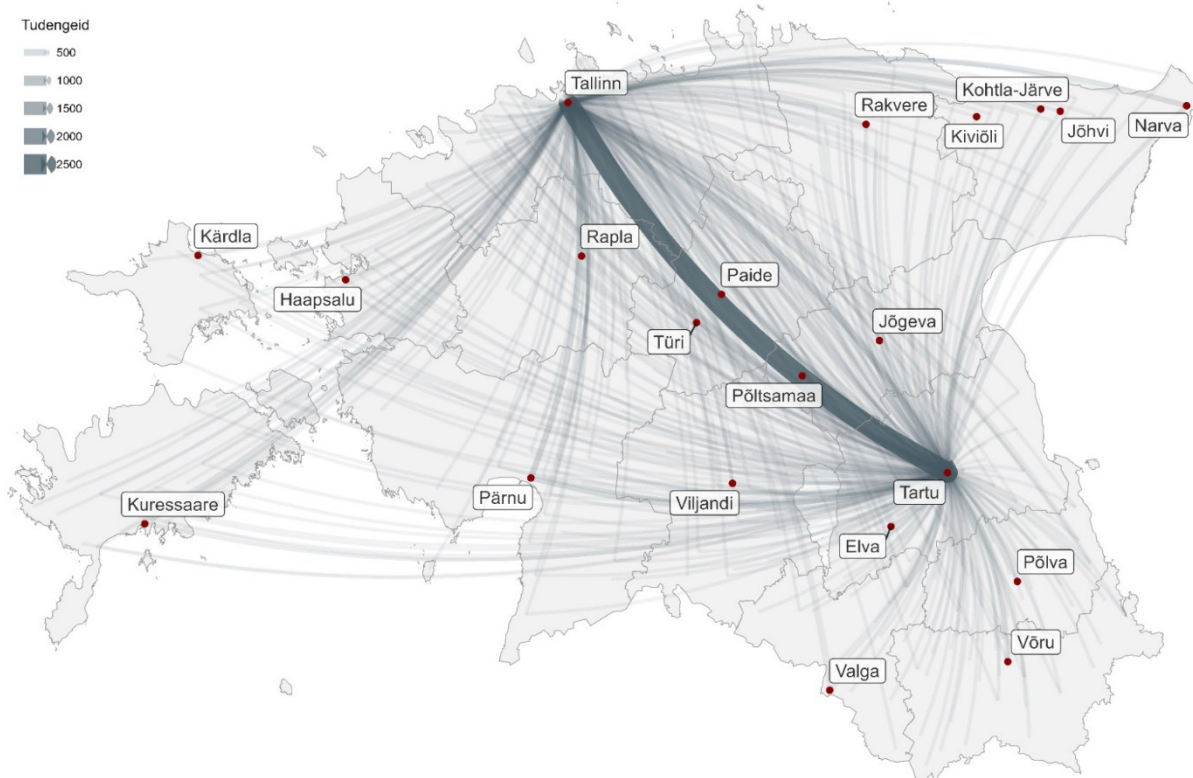 Tudengeid
500
1000
1500
2000
2500
Tallinn
Rakvere
Kohtla-Järve
Kiviõli
Jõhvi
Narva
Kärdla
Haapsalu
Rapla
Paide
Türi
Jõgeva
Põltsamaa
Kuressaare
Pärnu
Viljandi
Tartu
Elva
Põlva
Võru
Valga